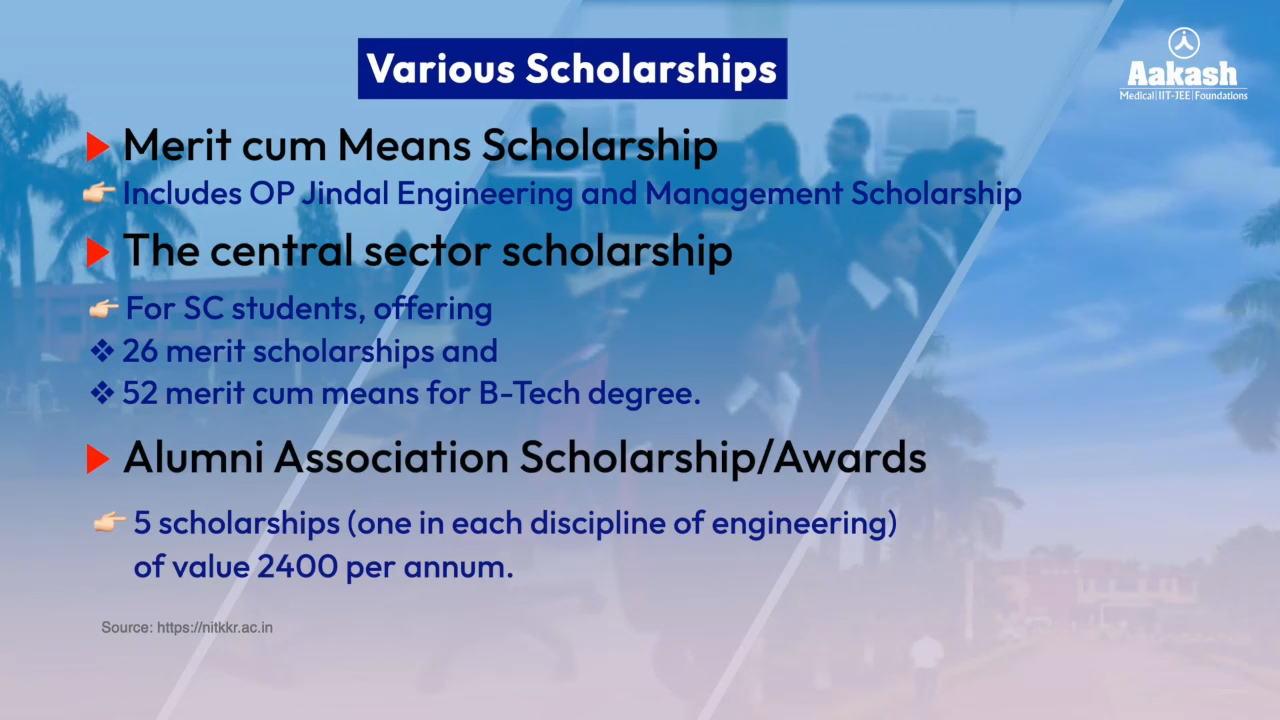 Various Scholarships
Aakash
Medical|IIT-JEE|Foundations
Merit cum Means Scholarship
Includes OP Jindal Engineering and Management Scholarship
The central sector scholarship
For SC students, offering
26 merit scholarships and
52 merit cum means for B-Tech degree.
Alumni Association Scholarship/Awards
5 scholarships (one in each discipline of engineering)
of value 2400 per annum.
Source: https://nitkkr.ac.in